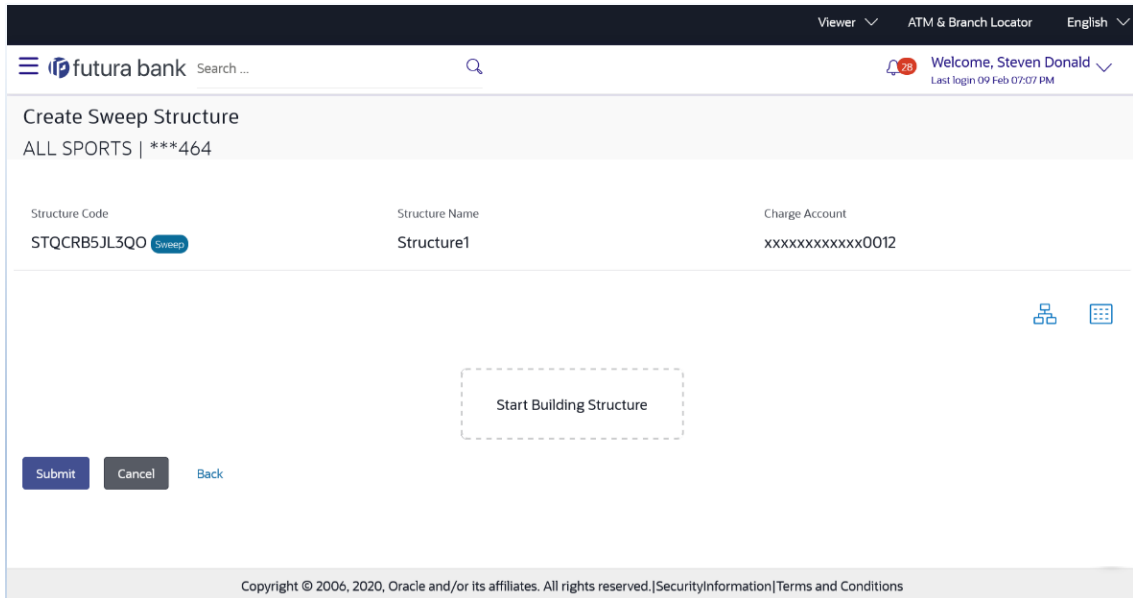 Viewer ATM & Branch Locator English
futura bank Search ... 28 Welcome, Steven Donald
Last login 09 Feb 07:07 PM
Create Sweep Structure
ALL SPORTS | ***464
Structure Code Structure Name Charge Account
STQCRB5JL3QO Sweep Structure1 xxxxxxxxxxxx0012
Start Building Structure
Submit Cancel Back
Copyright © 2006, 2020, Oracle and/or its affiliates. All rights reserved.|SecurityInformation|Terms and Conditions